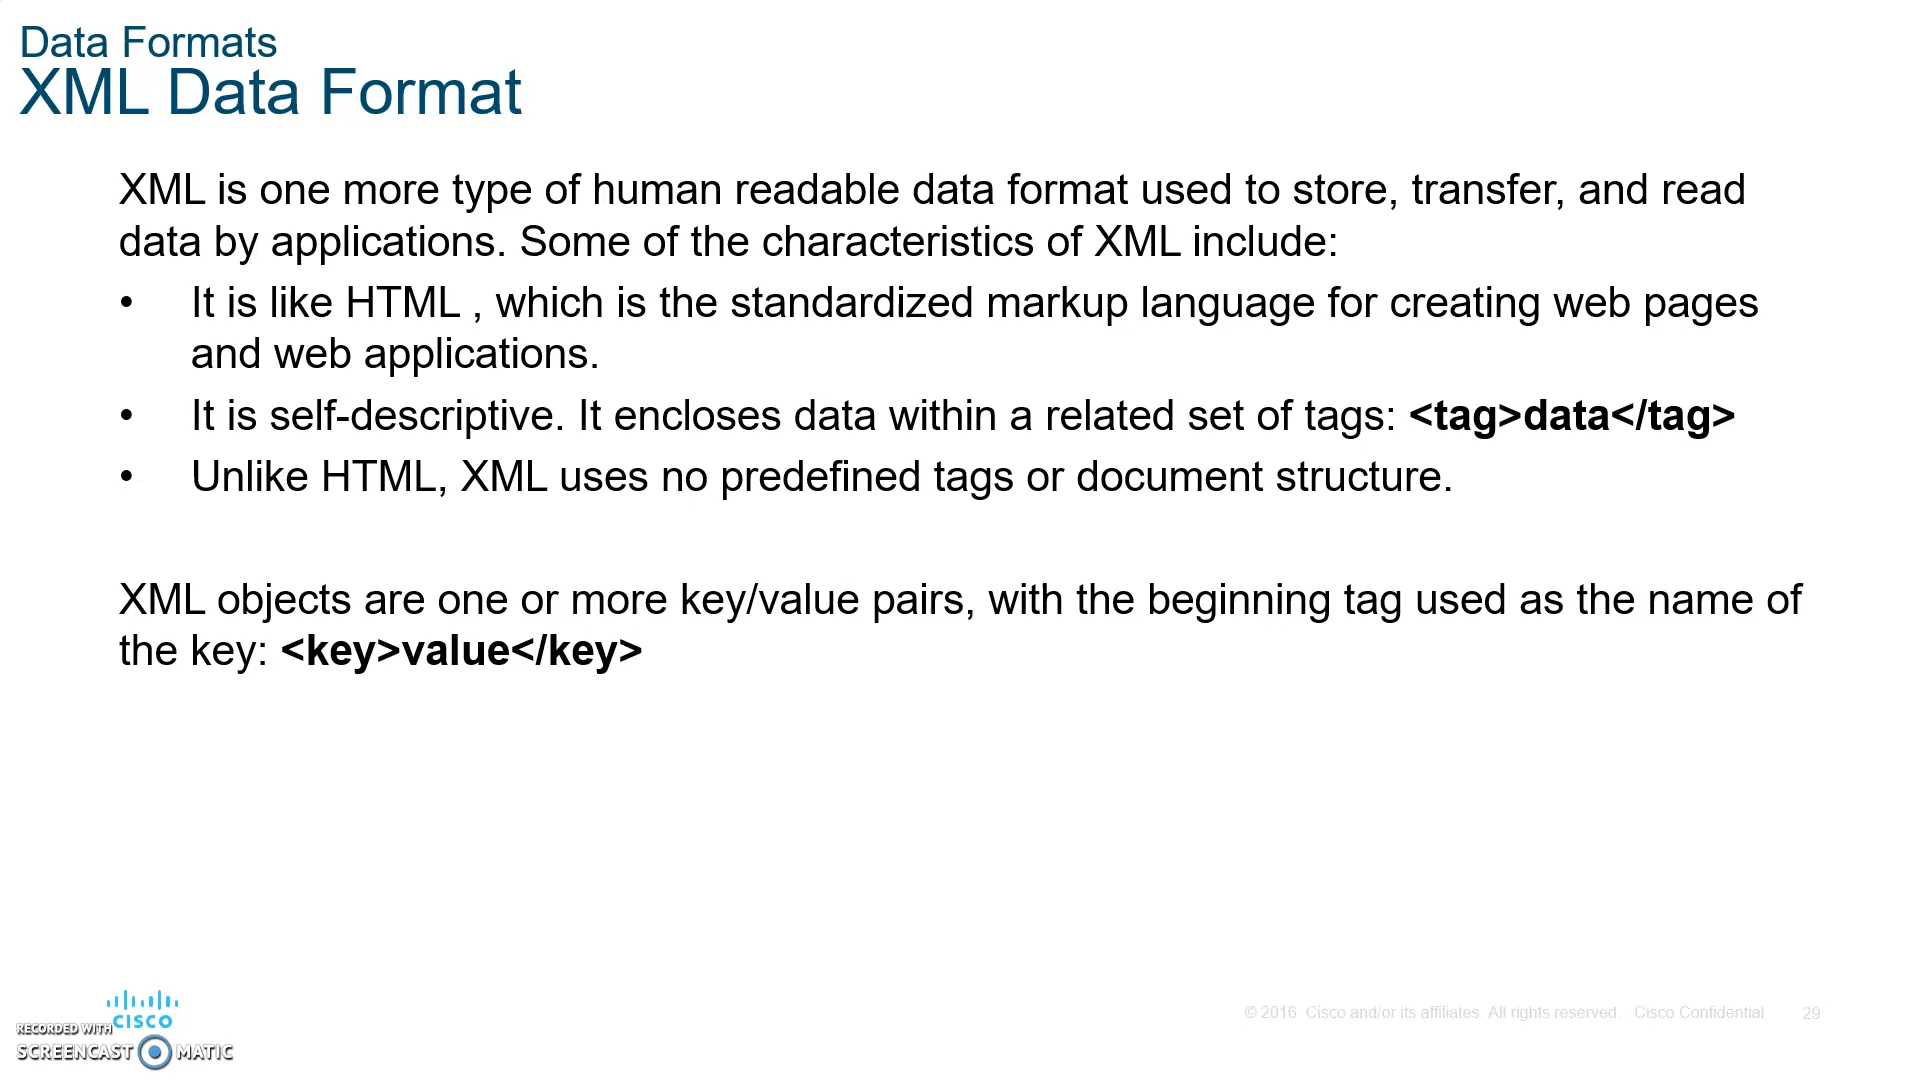 Data Formats
XML Data Format
XML is one more type of human readable data format used to store, transfer, and read
data by applications. Some of the characteristics of XML include:
• It is like HTML , which is the standardized markup language for creating web pages
and web applications.
• It is self-descriptive. It encloses data within a related set of tags: <tag>data</tag>
• Unlike HTML, XML uses no predefined tags or document structure.
XML objects are one or more key/value pairs, with the beginning tag used as the name of
the key: <key>value</key>
CISCO
RECORDED WITH
SCREENCAST MATIC
© 2016 Cisco and/or its affiliates. All rights reserved. Cisco Confidential 29